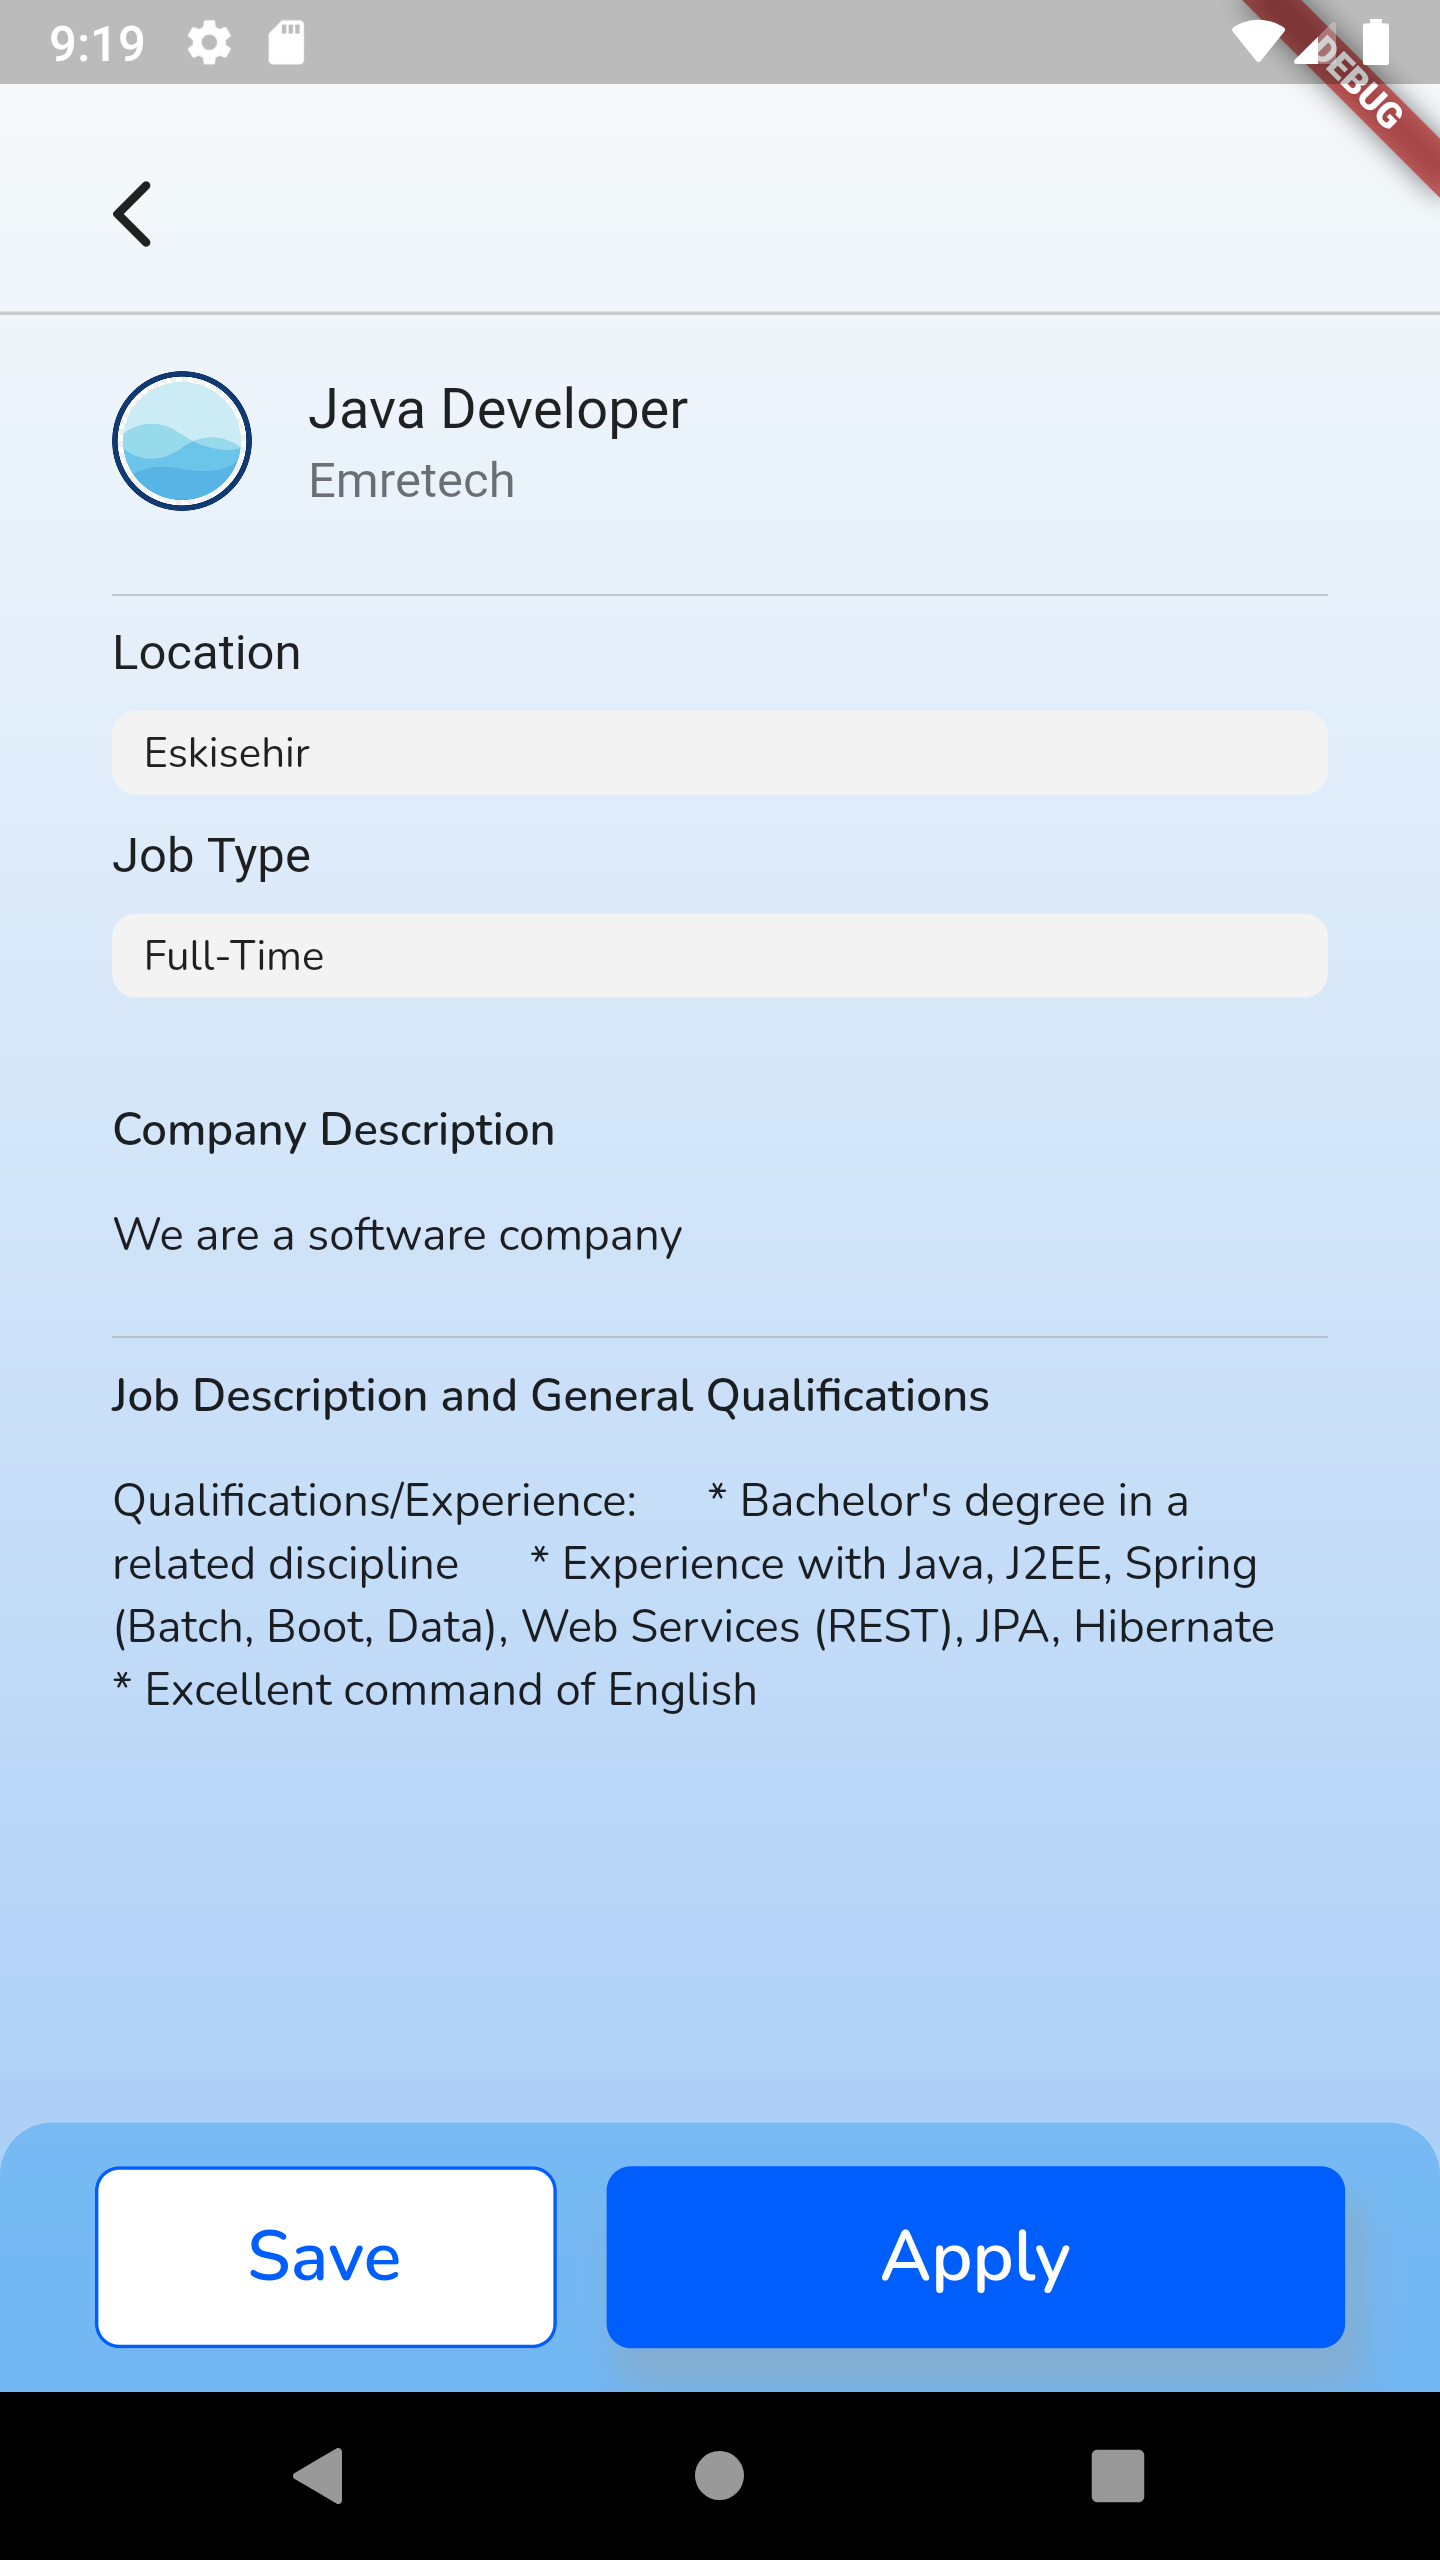 9:19
DEBUG
Java Developer
Emretech
Location
Eskisehir
Job Type
Full-Time
Company Description
We are a software company
Job Description and General Qualifications
Qualifications/Experience:      * Bachelor's degree in a
related discipline      * Experience with Java, J2EE, Spring
(Batch, Boot, Data), Web Services (REST), JPA, Hibernate
* Excellent command of English
Save
Apply